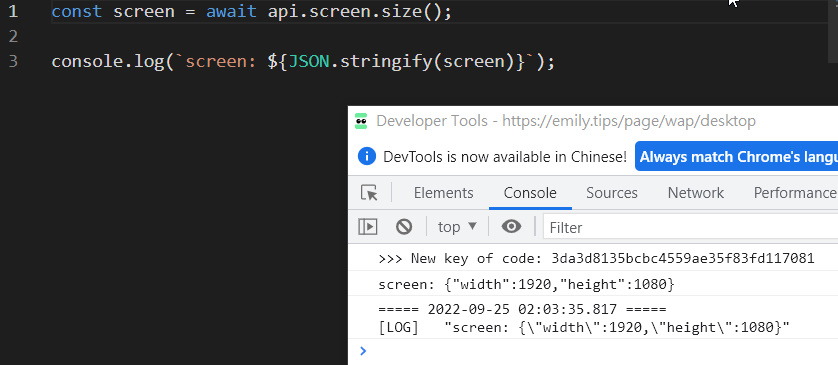 1 const screen = await api.screen.size();
2
3 console.log(`screen: ${JSON.stringify(screen)}`);
Developer Tools - https://emily.tips/page/wap/desktop
DevTools is now available in Chinese! Always match Chrome's langu
Elements Console Sources Network Performance
top Filter
>>> New key of code: 3da3d8135bcbc4559ae35f83fd117081
screen: {"width":1920,"height":1080}
===== 2022-09-25 02:03:35.817 =====
[LOG] "screen: {\"width\":1920,\"height\":1080}"
>